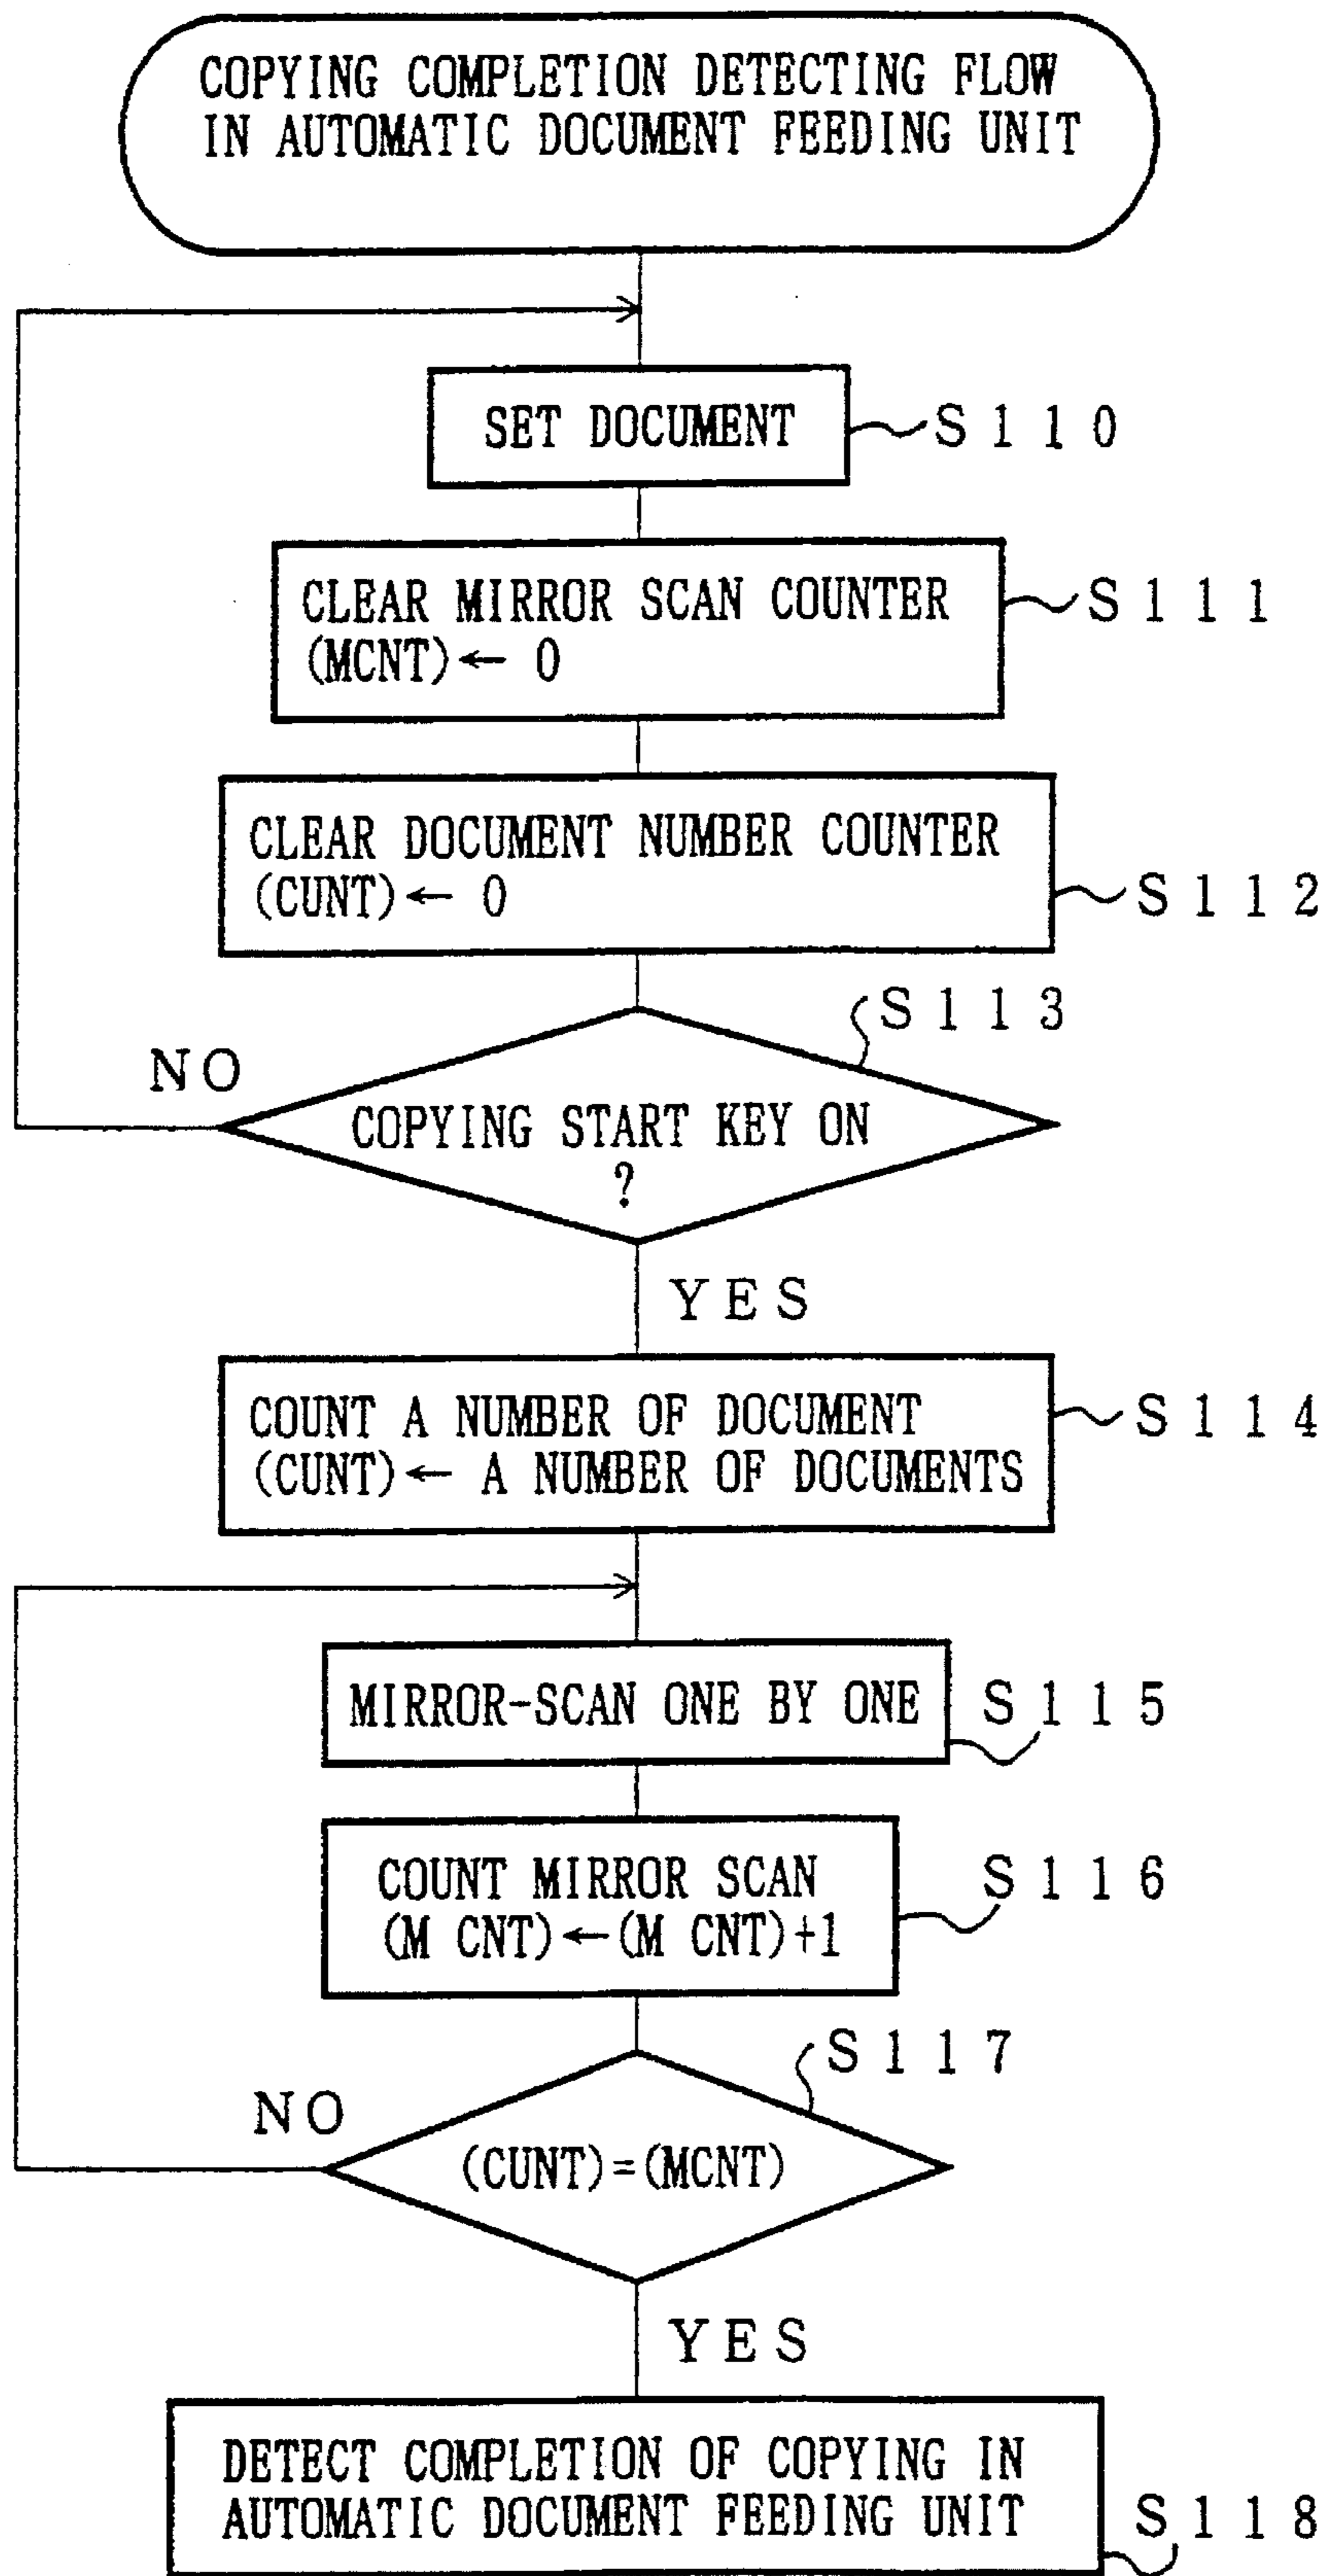 COPYING COMPLETION DETECTING FLOW
IN AUTOMATIC DOCUMENT FEEDING UNIT
SET DOCUMENT
S110
CLEAR MIRROR SCAN COUNTER
(MCNT)← 0
S111
CLEAR DOCUMENT NUMBER COUNTER
(CUNT)← 0
S112
S113
NO
COPYING START KEY ON
?
YES
COUNT A NUMBER OF DOCUMENT
(CUNT)← A NUMBER OF DOCUMENTS
S114
MIRROR-SCAN ONE BY ONE
S115
COUNT MIRROR SCAN
(M CNT)←(M CNT)+1
S116
S117
NO
(CUNT)=(MCNT)
YES
DETECT COMPLETION OF COPYING IN
AUTOMATIC DOCUMENT FEEDING UNIT
S118